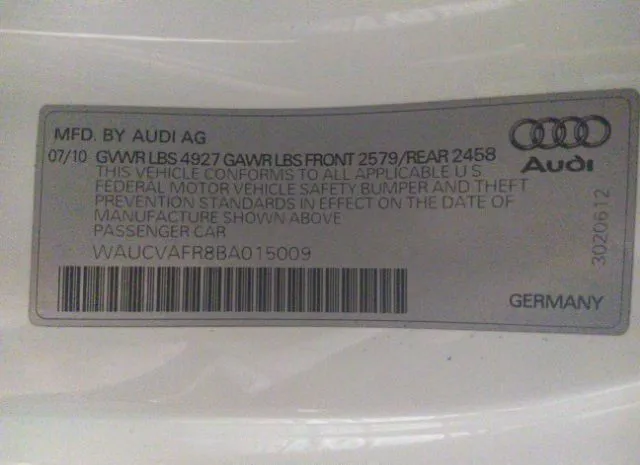 MFD. BY AUDI AG
07/10 GVWR LBS 4927 GAWR LBS FRONT 2579/REAR 2458
THIS VEHICLE CONFORMS TO ALL APPLICABLE U S
FEDERAL MOTOR VEHICLE SAFETY BUMPER AND THEFT
PREVENTION STANDARDS IN EFFECT ON THE DATE OF
MANUFACTURE SHOWN ABOVE
PASSENGER CAR
WAUCVAFR8BA015009
Audi
3020612
GERMANY